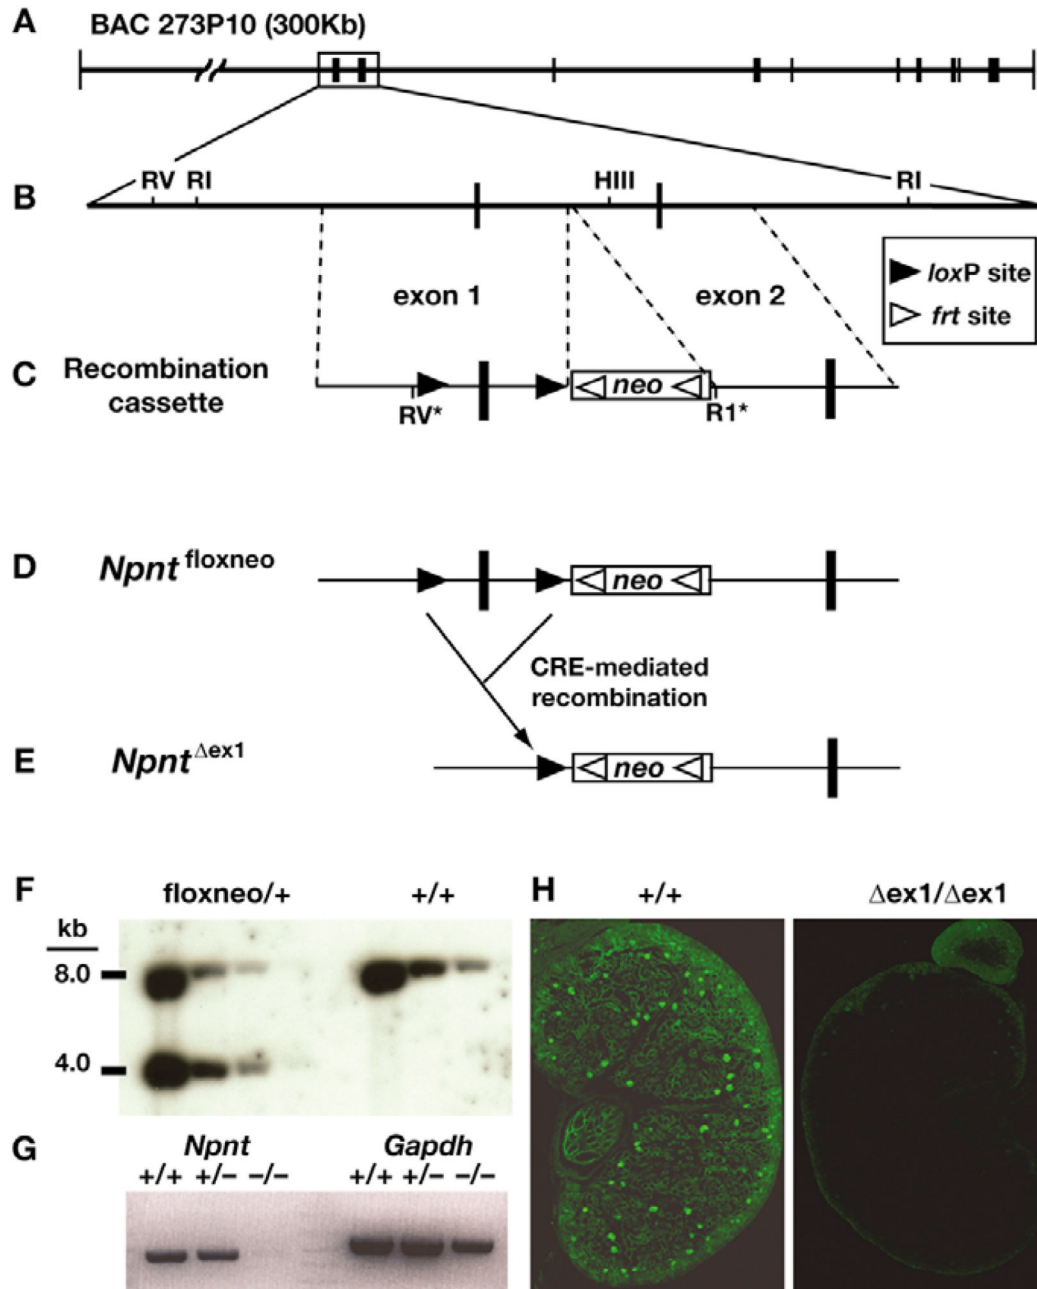 A
BAC 273P10 (300Kb)
B
RV RI HIII RI
exon 1 exon 2
loxP site
frt site
C
Recombination
cassette
neo
RV* R1*
D
Npnt floxneo
neo
CRE-mediated
recombination
E
Npnt Δex1
neo
F
floxneo/+ +/+
kb
8.0
4.0
G
Npnt Gapdh
+/+ +/− −/− +/+ +/− −/−
H
+/+ Δex1/Δex1